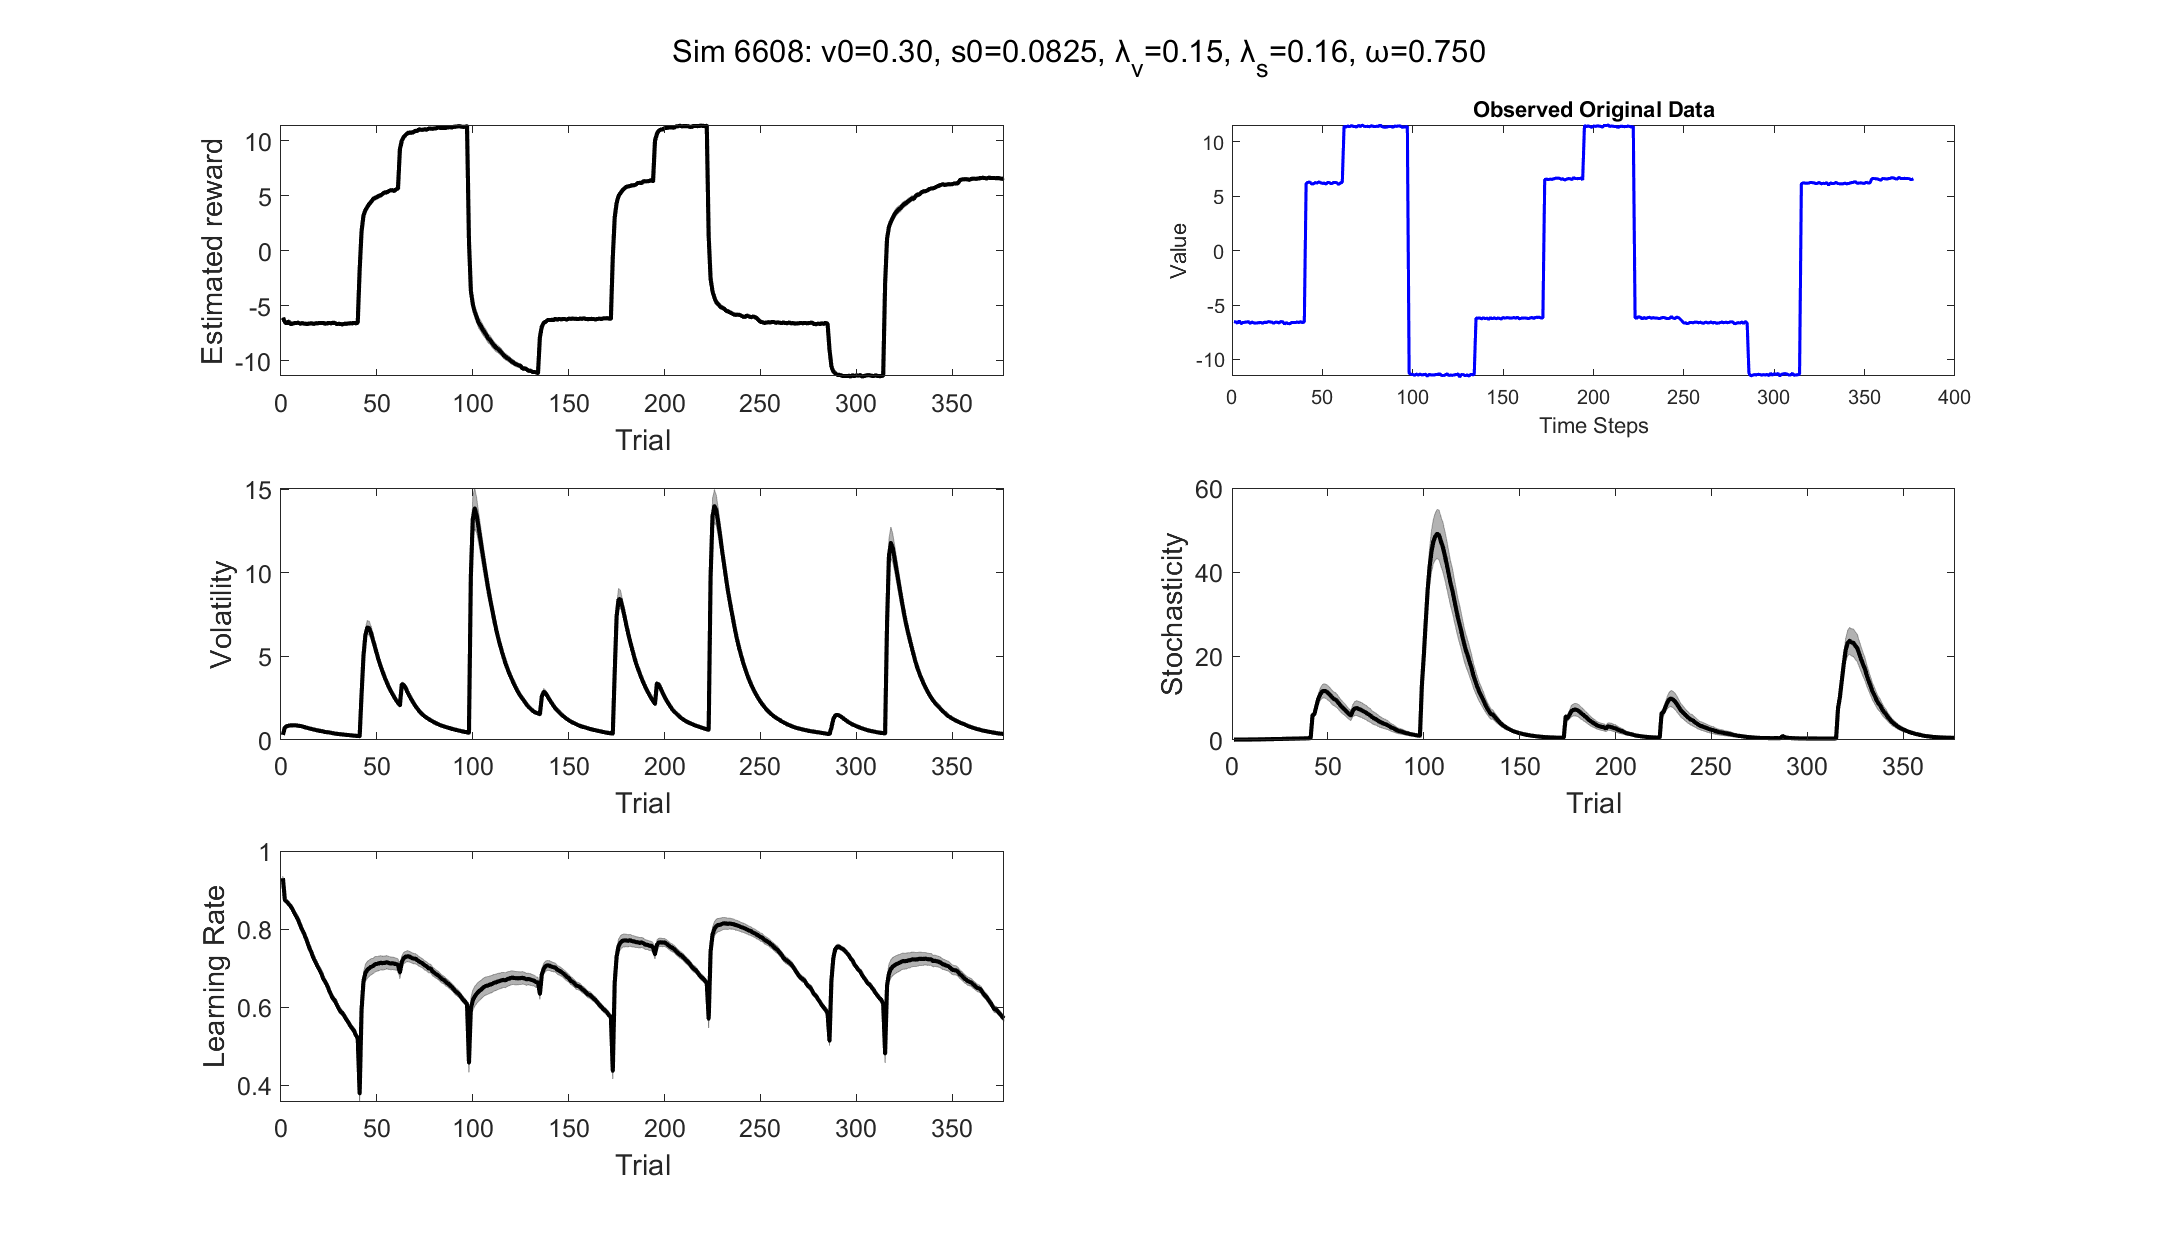 Sim 6608: v0=0.30, s0=0.0825, λv=0.15, λs=0.16, ω=0.750
Estimated reward
10
5
0
-5
-10
0 50 100 150 200 250 300 350
Trial
Observed Original Data
Value
10
5
0
-5
-10
0 50 100 150 200 250 300 350 400
Time Steps
Volatility
15
10
5
0
0 50 100 150 200 250 300 350
Trial
Stochasticity
60
40
20
0
0 50 100 150 200 250 300 350
Trial
Learning Rate
1
0.8
0.6
0.4
0 50 100 150 200 250 300 350
Trial